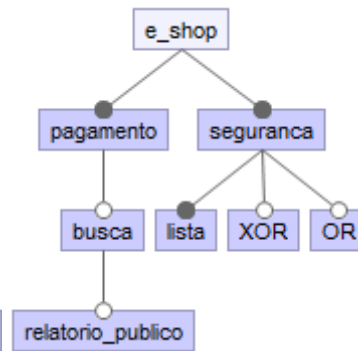 e_shop
pagamento
seguranca
busca
lista
XOR
OR
relatorio_publico